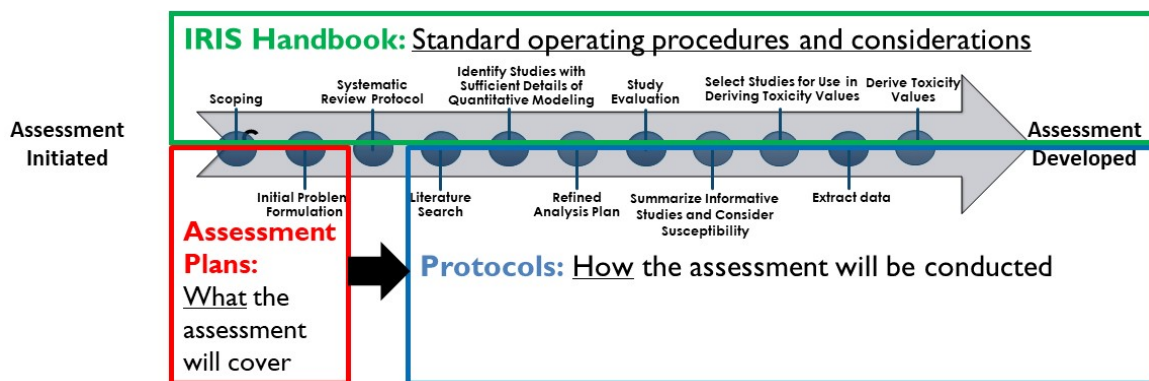 IRIS Handbook: Standard operating procedures and considerations
Scoping
Systematic
Review Protocol
Identify Studies with
Sufficient Details of
Quantitative Modeling
Study
Evaluation
Select Studies for Use in
Deriving Toxicity Values
Derive Toxicity
Values
Assessment
Initiated
Assessment
Developed
Initial Problem
Formulation
Literature
Search
Refined
Analysis Plan
Summarize Informative
Studies and Consider
Susceptibility
Extract data
Assessment
Plans:
What the
assessment
will cover
Protocols: How the assessment will be conducted